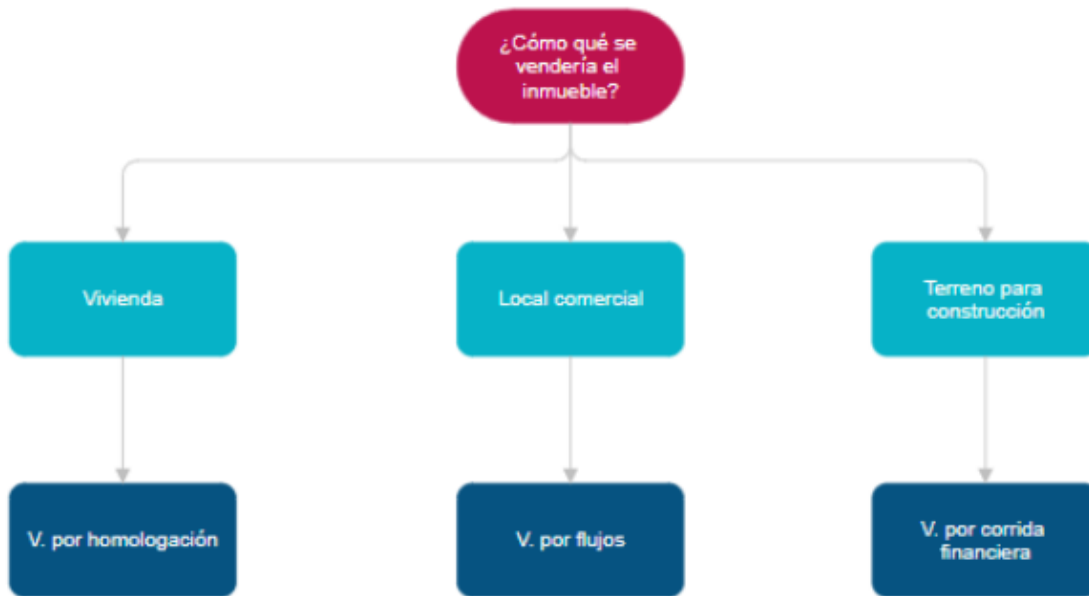 ¿Cómo qué se
vendería el
inmueble?
Vivienda
Local comercial
Terreno para
construcción
V. por homologación
V. por flujos
V. por corrida
financiera